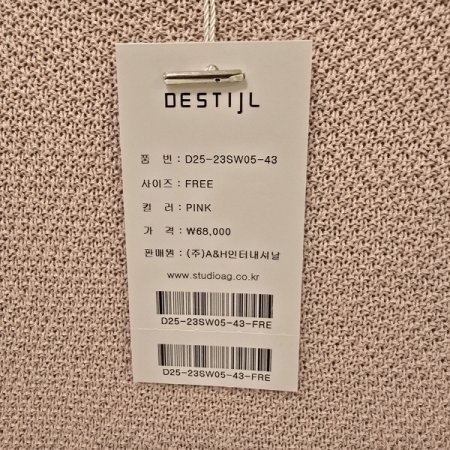 DESTIJL
품 번 : D25-23SW05-43
사이즈 : FREE
컬 러 : PINK
가 격 : ₩68,000
판매원 : (주)A&H인터내셔날
www.studioag.co.kr
D25-23SW05-43-FRE
D25-23SW05-43-FRE